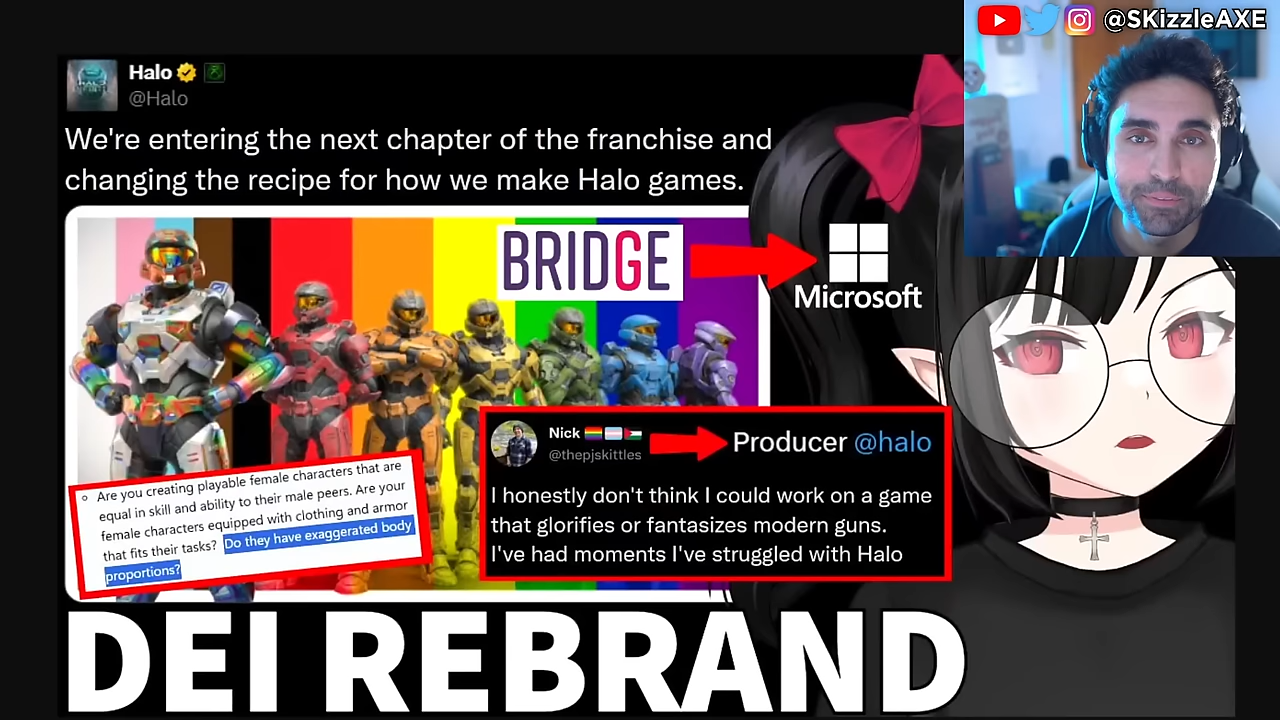 @SKizzleAXE
Halo
@Halo
We're entering the next chapter of the franchise and
changing the recipe for how we make Halo games.
BRIDGE
Microsoft
Nick
@thepjskittles
Producer @halo
I honestly don't think I could work on a game
that glorifies or fantasizes modern guns.
I've had moments I've struggled with Halo
Are you creating playable female characters that are
equal in skill and ability to their male peers. Are your
female characters equipped with clothing and armor
that fits their tasks? Do they have exaggerated body
proportions?
DEI REBRAND